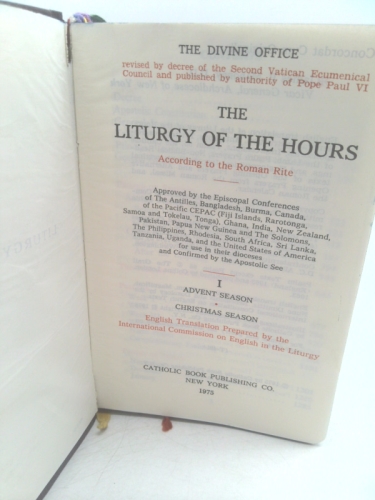 THE DIVINE OFFICE
revised by decree of the Second Vatican Ecumenical
Council and published by authority of Pope Paul VI
THE
LITURGY OF THE HOURS
According to the Roman Rite
Approved by the Episcopal Conferences
of The Antilles, Bangladesh, Burma, Canada,
of the Pacific CEPAC (Fiji Islands, Rarotonga,
Samoa and Tokelau, Tonga), Ghana, India, New Zealand,
Pakistan, Papua New Guinea and The Solomons,
The Philippines, Rhodesia, South Africa, Sri Lanka,
Tanzania, Uganda, and the United States of America
for use in their dioceses
and Confirmed by the Apostolic See
I
ADVENT SEASON
CHRISTMAS SEASON
English Translation Prepared by the
International Commission on English in the Liturgy
CATHOLIC BOOK PUBLISHING CO.
NEW YORK
1975